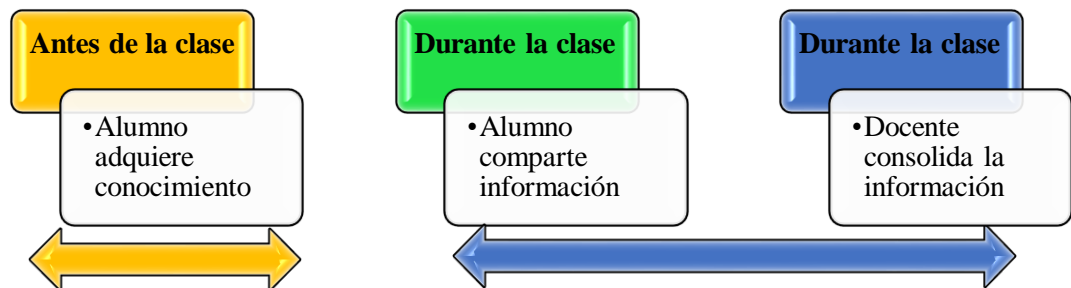 Antes de la clase
•Alumno
adquiere
conocimiento
Durante la clase
•Alumno
comparte
información
Durante la clase
•Docente
consolida la
información